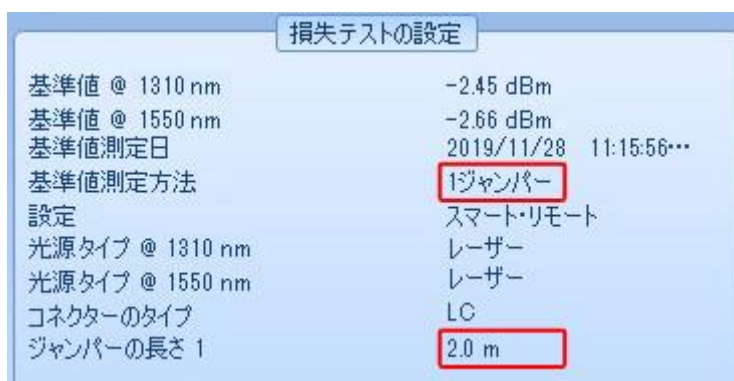 損失テストの設定
基準値 @ 1310 nm -2.45 dBm
基準値 @ 1550 nm -2.66 dBm
基準値測定日 2019/11/28 11:15:56…
基準値測定方法 1ジャンパー
設定 スマート・リモート
光源タイプ @ 1310 nm レーザー
光源タイプ @ 1550 nm レーザー
コネクターのタイプ LC
ジャンパーの長さ 1 2.0 m